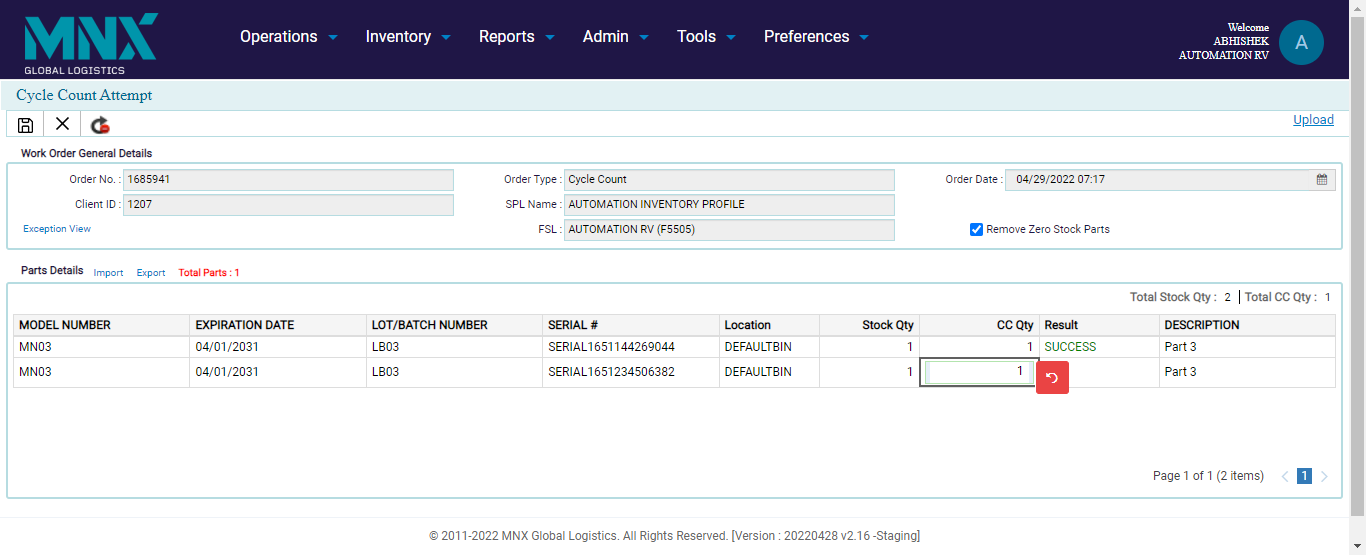 MNX
GLOBAL LOGISTICS
Operations Inventory Reports Admin Tools Preferences
Welcome
ABHISHEK
AUTOMATION RV
A
Cycle Count Attempt
Upload
Work Order General Details
Order No. : 1685941 Order Type : Cycle Count Order Date : 04/29/2022 07:17
Client ID : 1207 SPL Name : AUTOMATION INVENTORY PROFILE
Exception View FSL : AUTOMATION RV (F5505) Remove Zero Stock Parts
Parts Details Import Export Total Parts : 1
Total Stock Qty : 2 Total CC Qty : 1
MODEL NUMBER EXPIRATION DATE LOT/BATCH NUMBER SERIAL # Location Stock Qty CC Qty Result DESCRIPTION
MN03 04/01/2031 LB03 SERIAL1651144269044 DEFAULTBIN 1 1 SUCCESS Part 3
MN03 04/01/2031 LB03 SERIAL1651234506382 DEFAULTBIN 1 1 Part 3
Page 1 of 1 (2 items) 1
© 2011-2022 MNX Global Logistics. All Rights Reserved. [Version : 20220428 v2.16 -Staging]